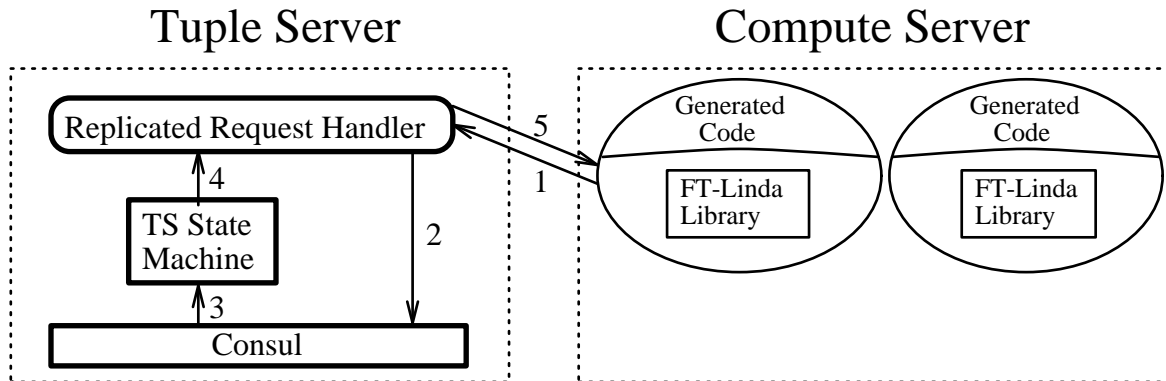 Tuple Server
Compute Server
Replicated Request Handler
5
1
4
2
TS State
Machine
3
Consul
Generated
Code
FT-Linda
Library
Generated
Code
FT-Linda
Library